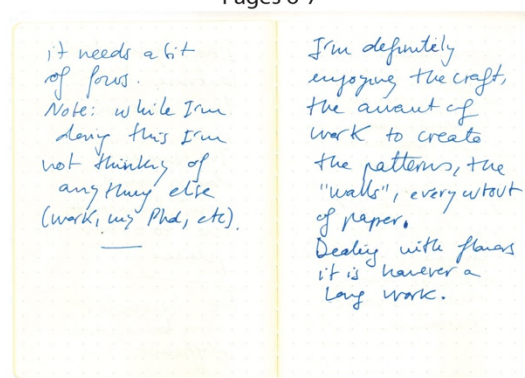 Pages 6-7
it needs a bit
of focus.
Note: while I'm
doing this I'm
not thinking of
anything else
(work, my Phd, etc).
I'm definitely
enjoying the craft,
the amount of
work to create
the patterns, the
"walls", every cutout
of paper.
Dealing with flowers
it is however a
long work.